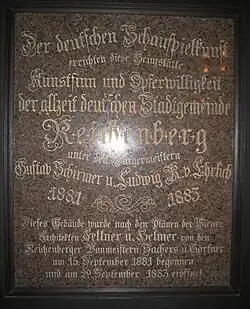 Der deutschen Schauspielkunst
errichten diese Heimstätte
Kunstsinn und Opferwilligkeit
der allzeit deutschen Stadtgemeinde
Reichenberg
unter den Bürgermeistern
Gustav Schirmer u. Ludwig R. v. Ehrlich
1881 1883
Dieses Gebäude wurde nach den Plänen der Wiener
Architekten Fellner u. Helmer von den
Reichenberger Baumeistern Sachers u. Gärtner
am 15. September 1881 begonnen
und am 29. September 1883 eröffnet